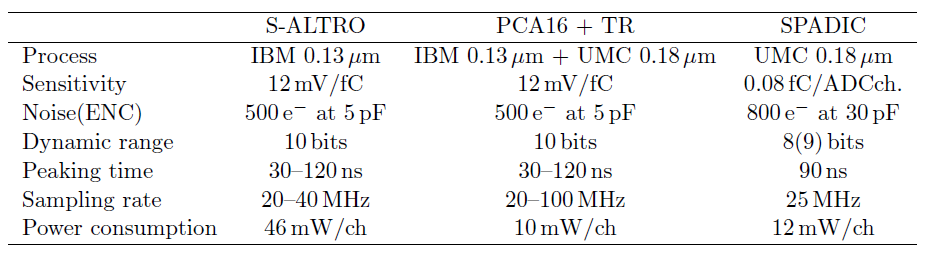 S-ALTRO PCA16 + TR SPADIC
Process IBM 0.13 μm IBM 0.13 μm + UMC 0.18 μm UMC 0.18 μm
Sensitivity 12 mV/fC 12 mV/fC 0.08 fC/ADCch.
Noise(ENC) 500 e⁻ at 5 pF 500 e⁻ at 5 pF 800 e⁻ at 30 pF
Dynamic range 10 bits 10 bits 8(9) bits
Peaking time 30–120 ns 30–120 ns 90 ns
Sampling rate 20–40 MHz 20–100 MHz 25 MHz
Power consumption 46 mW/ch 10 mW/ch 12 mW/ch